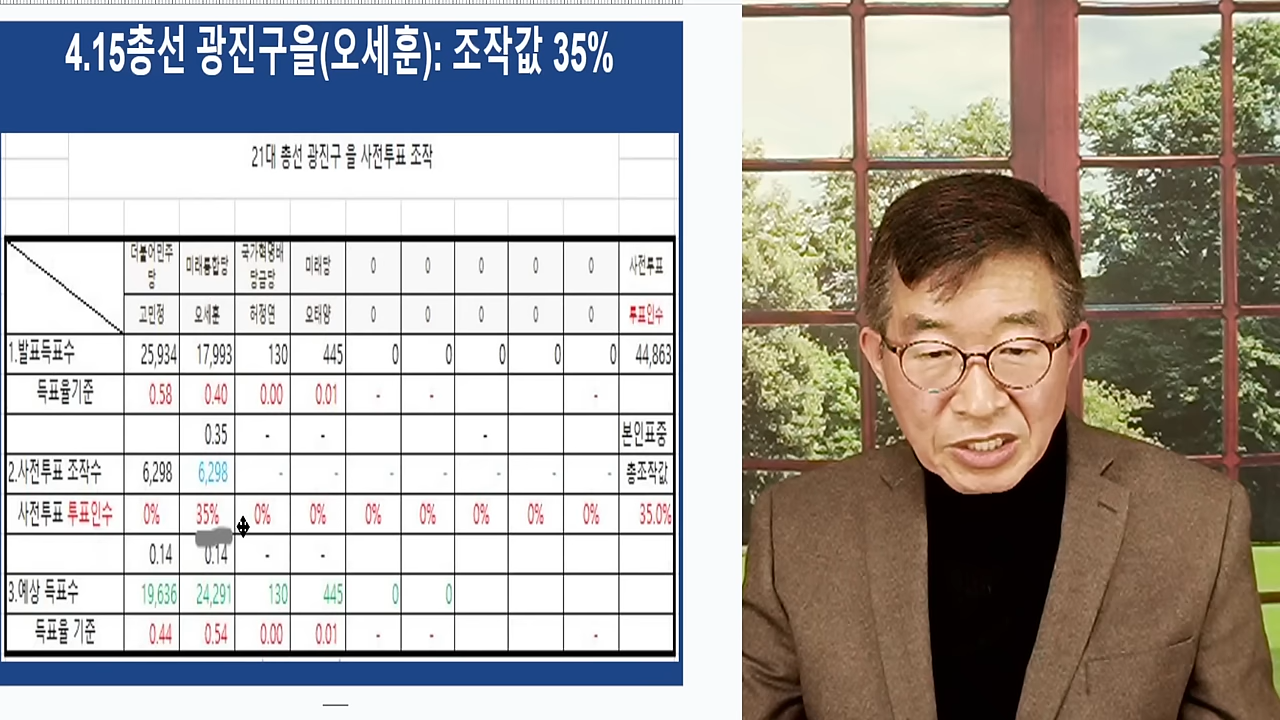 4.15총선 광진구을(오세훈): 조작값 35%
21대 총선 광진구 을 사전투표 조작
더불어민주당 미래통합당 국가혁명배당금당 미래당 0 0 0 0 0 사전투표
고민정 오세훈 허정연 오태양 0 0 0 0 0 투표인수
1.발표득표수 25,934 17,993 130 445 0 0 0 0 0 44,863
득표율기준 0.58 0.40 0.00 0.01 - - -
0.35 - - - 본인표중
2.사전투표 조작수 6,298 6,298 - - - - - - - 총조작값
사전투표 투표인수 0% 35% 0% 0% 0% 0% 0% 0% 0% 35.0%
0.14 0.14 - -
3.예상 득표수 19,636 24,291 130 445 0 0
득표율 기준 0.44 0.54 0.00 0.01 - - -